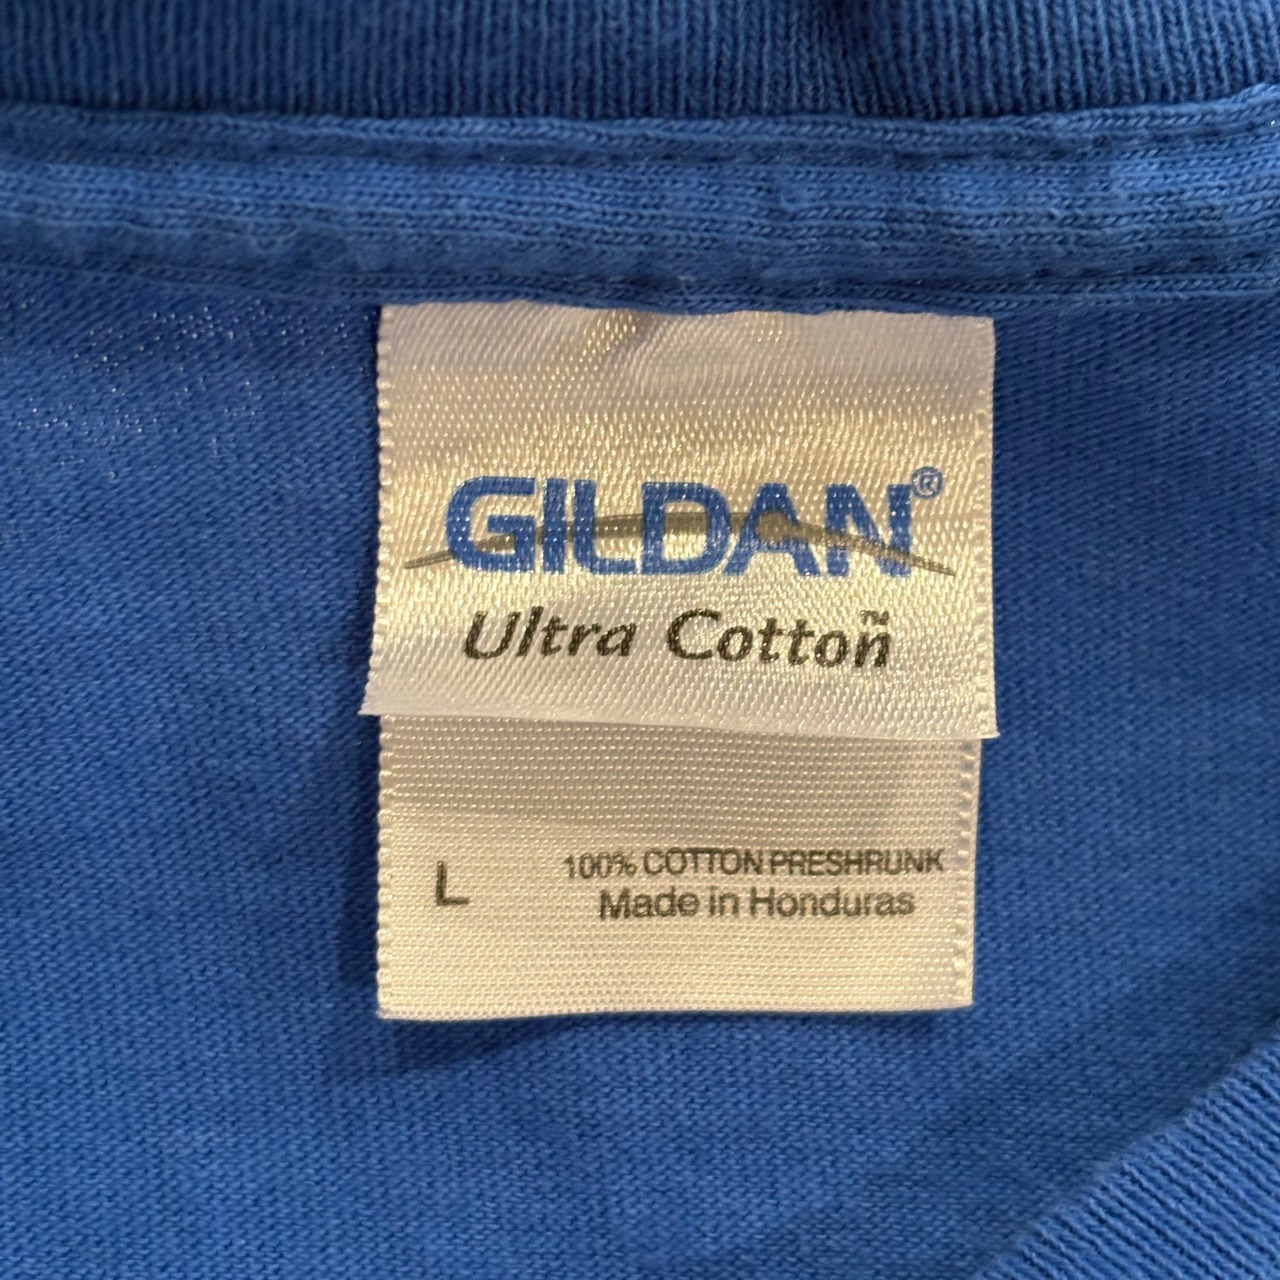 GILDAN®
Ultra Cotton™
L
100% COTTON PRESHRUNK
Made in Honduras